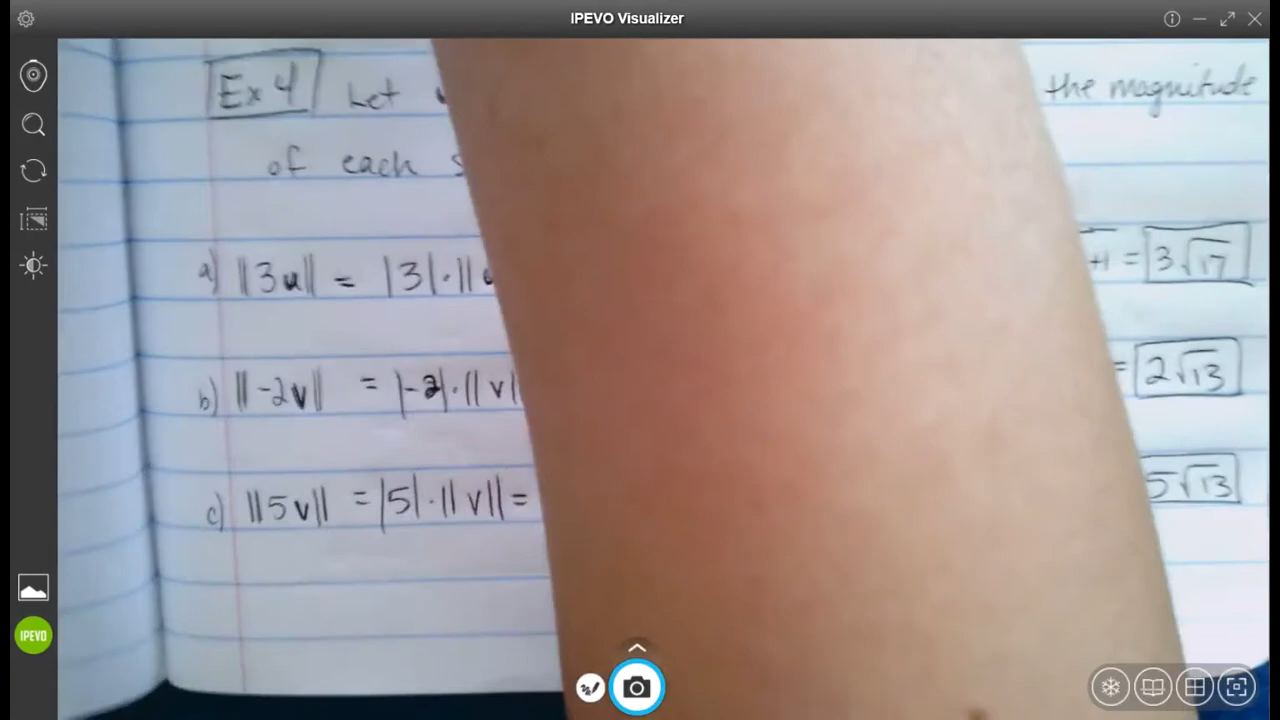 IPEVO Visualizer
Ex 4 Let the magnitude
of each
a) ||3u|| = |3|·|| +1 = 3√17
b) ||-2v|| = |-2|·||v| = 2√13
c) ||5v|| = |5|·||v|| = 5√13
IPEVO